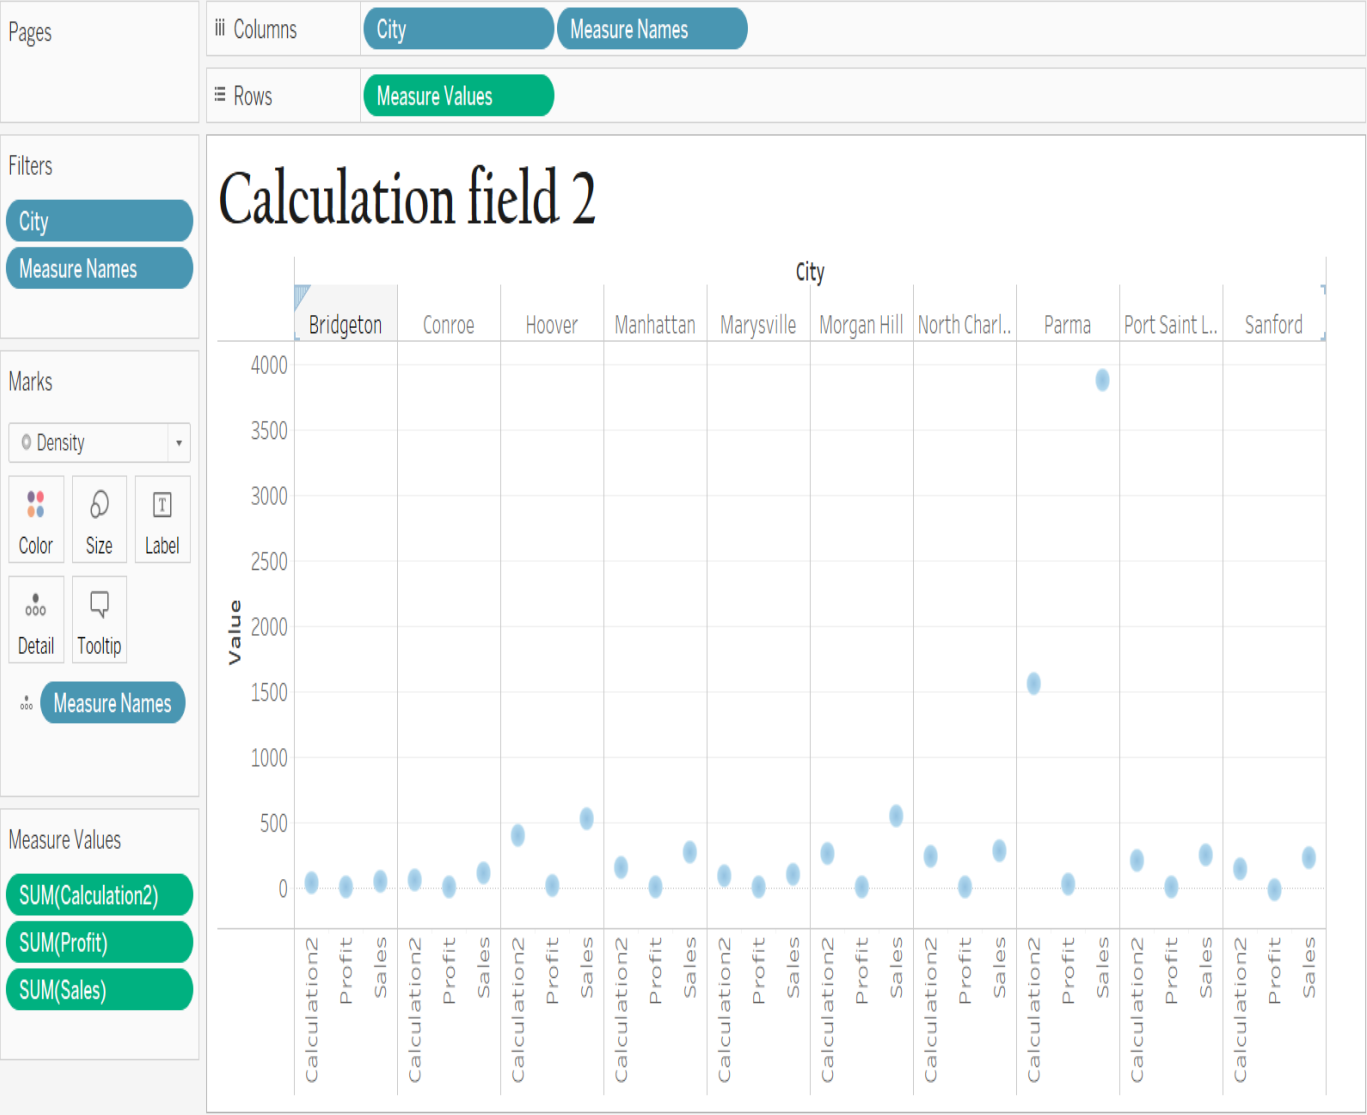 Pages
Columns
City
Measure Names
Rows
Measure Values
Filters
City
Measure Names
Marks
Density
Color
Size
Label
Detail
Tooltip
Measure Names
Measure Values
SUM(Calculation2)
SUM(Profit)
SUM(Sales)
Calculation field 2
City
Bridgeton Conroe Hoover Manhattan Marysville Morgan Hill North Charl.. Parma Port Saint L.. Sanford
Value
4000
3500
3000
2500
2000
1500
1000
500
0
Calculation2 Profit Sales Calculation2 Profit Sales Calculation2 Profit Sales Calculation2 Profit Sales Calculation2 Profit Sales Calculation2 Profit Sales Calculation2 Profit Sales Calculation2 Profit Sales Calculation2 Profit Sales Calculation2 Profit Sales